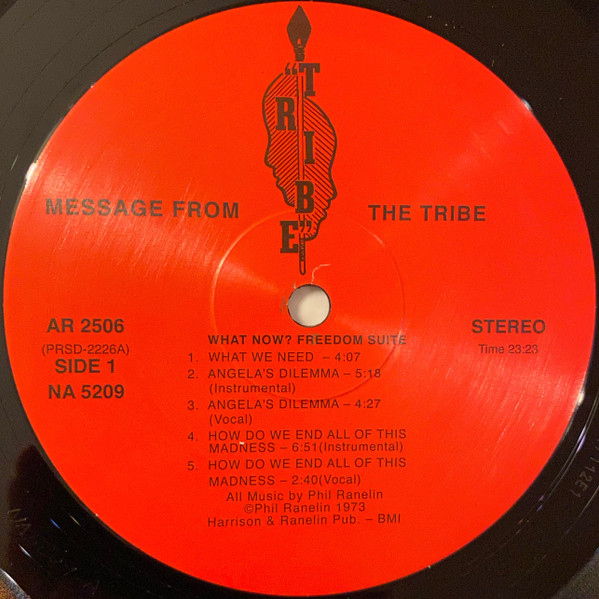 "TRIBE"
MESSAGE FROM THE TRIBE
AR 2506
(PRSD-2226A)
SIDE 1
NA 5209
STEREO
Time 23:23
WHAT NOW? FREEDOM SUITE
1. WHAT WE NEED – 4:07
2. ANGELA'S DILEMMA – 5:18
(Instrumental)
3. ANGELA'S DILEMMA – 4:27
(Vocal)
4. HOW DO WE END ALL OF THIS
MADNESS – 6:51(Instrumental)
5. HOW DO WE END ALL OF THIS
MADNESS – 2:40(Vocal)
All Music by Phil Ranelin
©Phil Ranelin 1973
Harrison & Ranelin Pub. – BMI